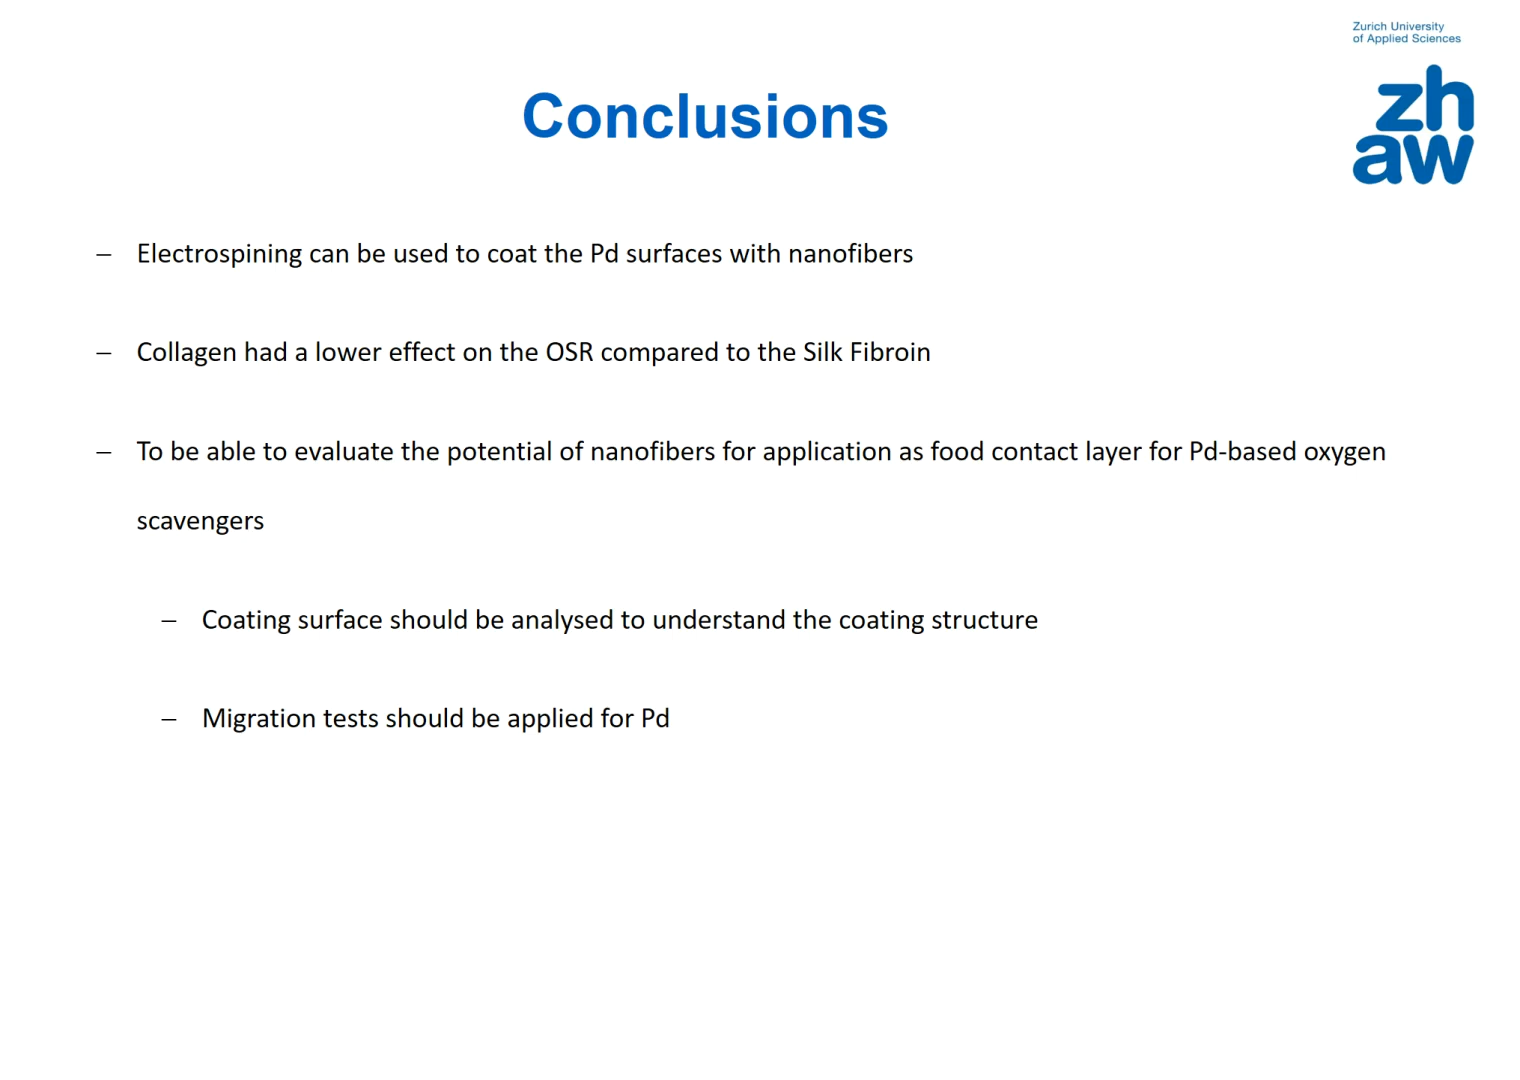 Zurich University
of Applied Sciences
zh
aw
Conclusions
– Electrospining can be used to coat the Pd surfaces with nanofibers
– Collagen had a lower effect on the OSR compared to the Silk Fibroin
– To be able to evaluate the potential of nanofibers for application as food contact layer for Pd-based oxygen
scavengers
– Coating surface should be analysed to understand the coating structure
– Migration tests should be applied for Pd